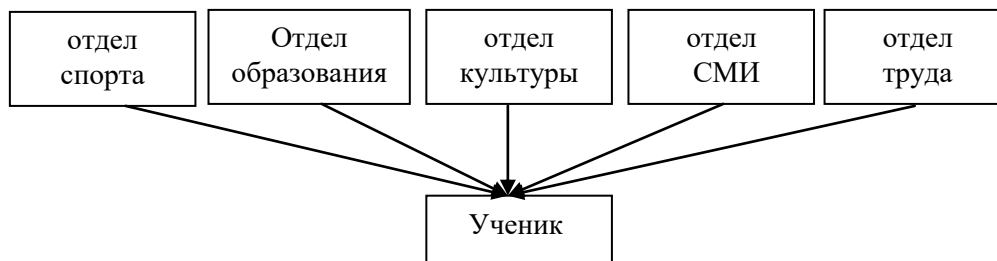 отдел
спорта
Отдел
образования
отдел
культуры
отдел
СМИ
отдел
труда
Ученик